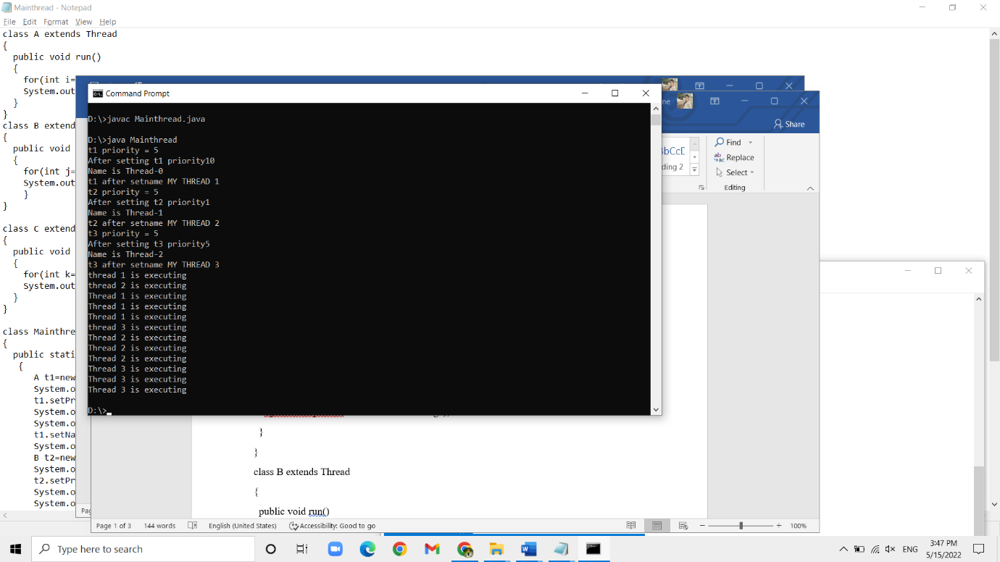 Mainthread - Notepad
File Edit Format View Help
class A extends Thread
{
public void run()
{
for(int i=
System.out
}
}
class B extend
{
public void
{
for(int j=
System.out
}
}
class C extend
{
public void
{
for(int k=
System.out
}
}
class Mainthre
{
public stati
{
A t1=new
System.o
t1.setPr
System.o
System.o
t1.setNa
System.o
B t2=new
System.o
t2.setPr
System.o
System.o
Command Prompt
D:\>javac Mainthread.java
D:\>java Mainthread
t1 priority = 5
After setting t1 priority10
Name is Thread-0
t1 after setname MY THREAD 1
t2 priority = 5
After setting t2 priority1
Name is Thread-1
t2 after setname MY THREAD 2
t3 priority = 5
After setting t3 priority5
Name is Thread-2
t3 after setname MY THREAD 3
thread 1 is executing
thread 2 is executing
Thread 1 is executing
Thread 1 is executing
Thread 1 is executing
thread 3 is executing
Thread 2 is executing
Thread 2 is executing
Thread 2 is executing
Thread 3 is executing
Thread 3 is executing
Thread 3 is executing
D:\>
ne
Share
Find
Replace
Select
Editing
ding 2
}
}
class B extends Thread
{
public void run()
Pag
Page 1 of 3 144 words English (United States) Accessibility: Good to go 100%
Type here to search
ENG
3:47 PM
5/15/2022